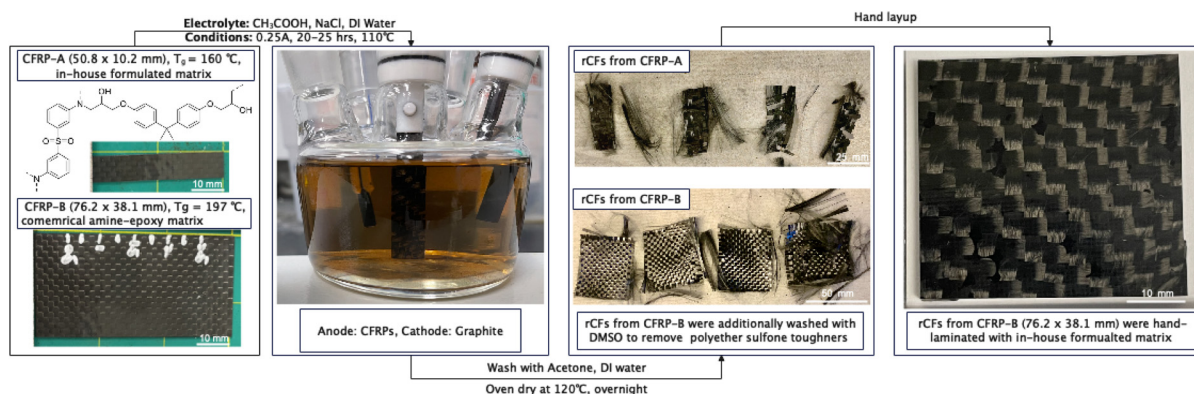 Electrolyte: CH₃COOH, NaCl, DI Water
Conditions: 0.25A, 20-25 hrs, 110℃
Hand layup
CFRP-A (50.8 x 10.2 mm), Tg = 160 ℃,
in-house formulated matrix
N
OH
O
O
OH
O=S=O
N
10 mm
CFRP-B (76.2 x 38.1 mm), Tg = 197 ℃,
comemrical amine-epoxy matrix
10 mm
Anode: CFRPs, Cathode: Graphite
rCFs from CFRP-A
25 mm
rCFs from CFRP-B
60 mm
rCFs from CFRP-B were additionally washed with
DMSO to remove polyether sulfone toughners
10 mm
rCFs from CFRP-B (76.2 x 38.1 mm) were hand-
laminated with in-house formualted matrix
Wash with Acetone, DI water
Oven dry at 120℃, overnight